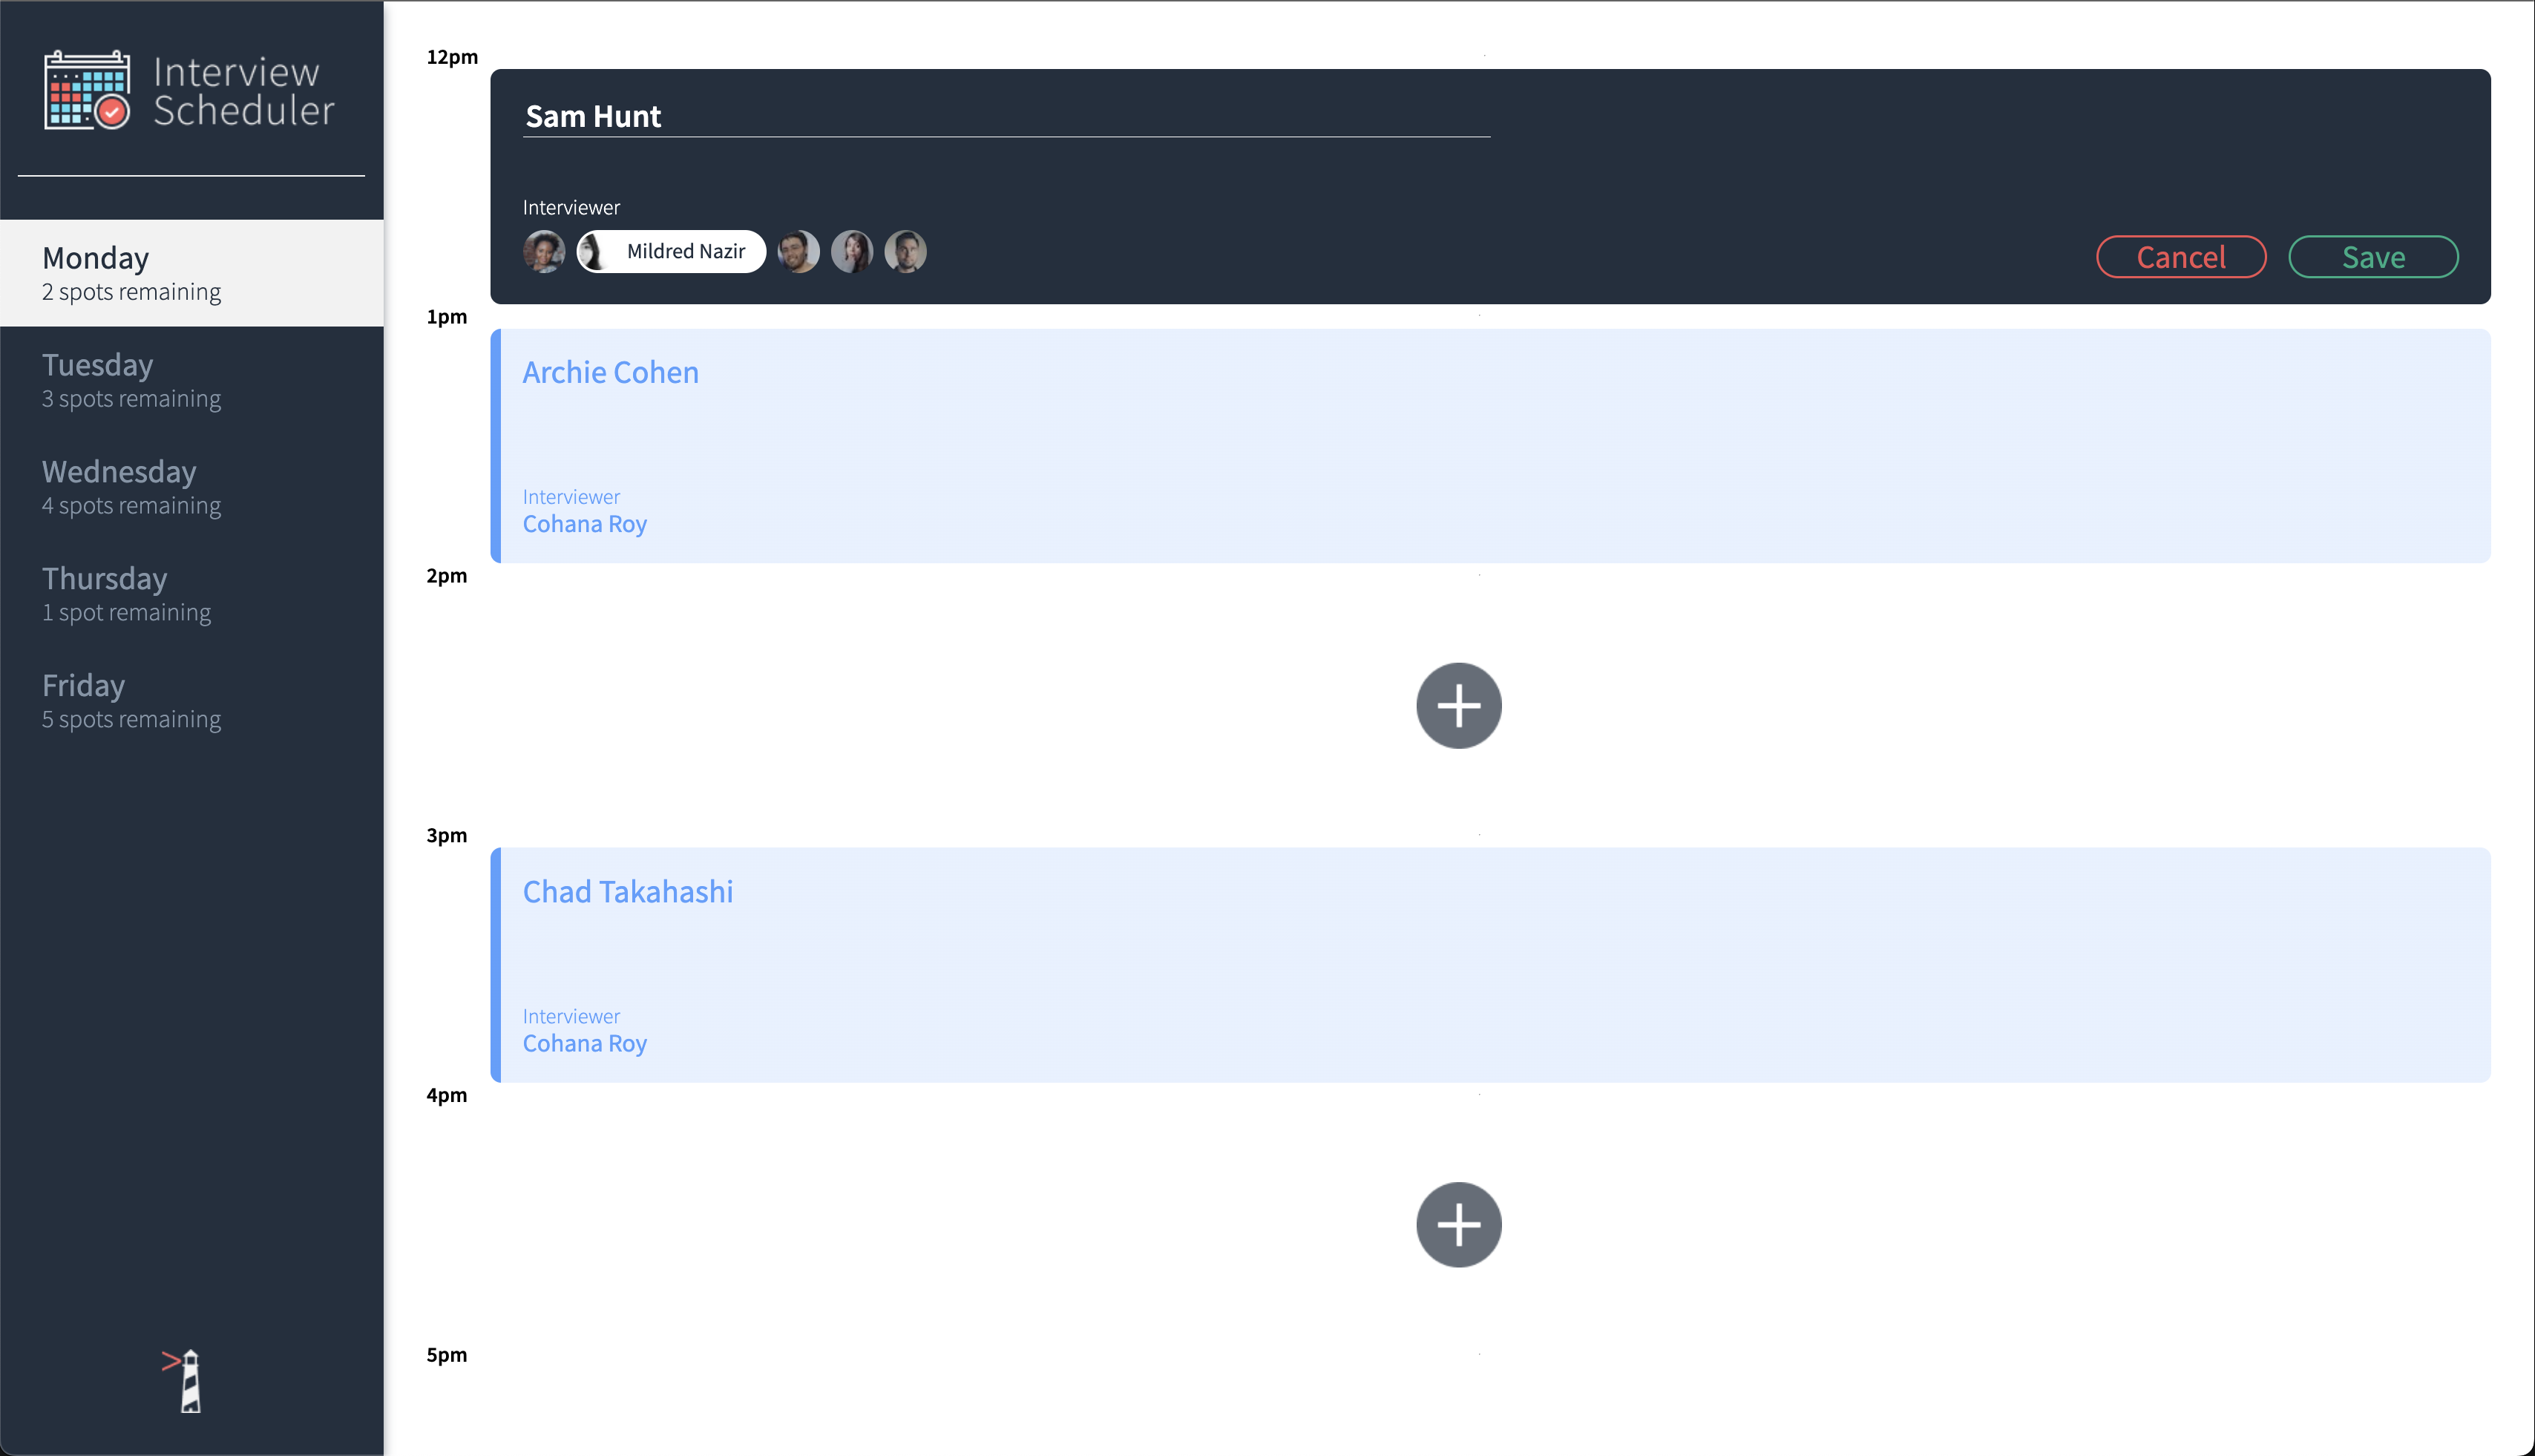 Interview
Scheduler
Monday
2 spots remaining
Tuesday
3 spots remaining
Wednesday
4 spots remaining
Thursday
1 spot remaining
Friday
5 spots remaining
12pm
Sam Hunt
Interviewer
Mildred Nazir
Cancel
Save
1pm
Archie Cohen
Interviewer
Cohana Roy
2pm
3pm
Chad Takahashi
Interviewer
Cohana Roy
4pm
5pm